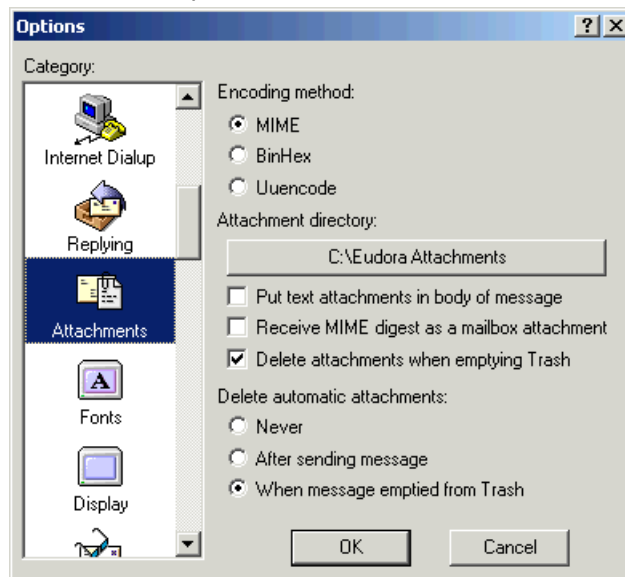 Options
Category:
Internet Dialup
Replying
Attachments
A
Fonts
Display
Encoding method:
MIME
BinHex
Uuencode
Attachment directory:
C:\Eudora Attachments
Put text attachments in body of message
Receive MIME digest as a mailbox attachment
Delete attachments when emptying Trash
Delete automatic attachments:
Never
After sending message
When message emptied from Trash
OK
Cancel